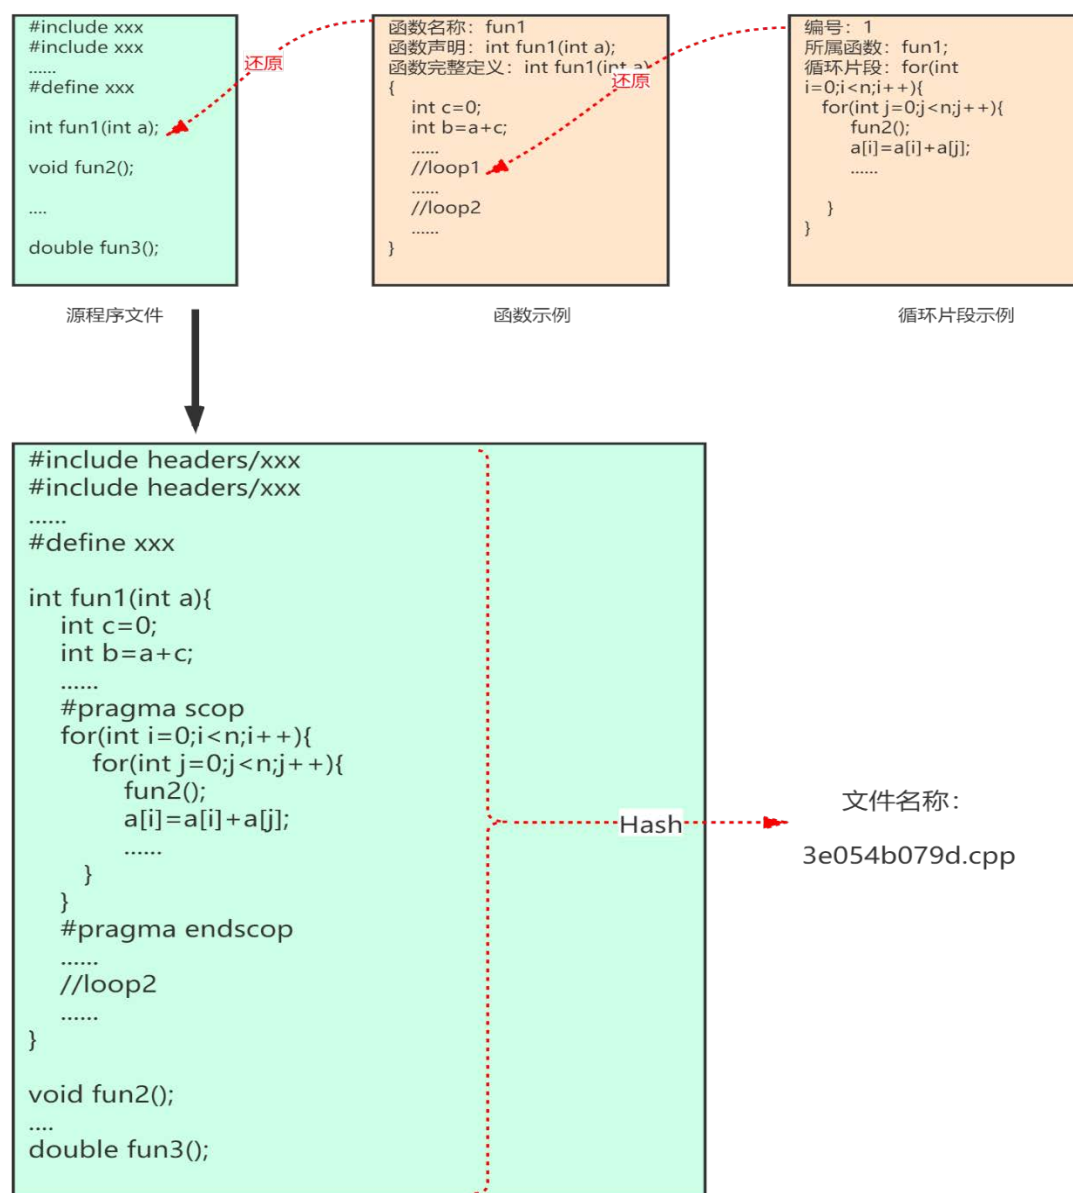 #include xxx
#include xxx
......
#define xxx
int fun1(int a);
void fun2();
....
double fun3();
还原
函数名称：fun1
函数声明：int fun1(int a);
函数完整定义：int fun1(int a)
{
int c=0;
int b=a+c;
......
//loop1
......
//loop2
......
}
还原
编号：1
所属函数：fun1;
循环片段：for(int
i=0;i<n;i++){
for(int j=0;j<n;j++){
fun2();
a[i]=a[i]+a[j];
......
}
}
源程序文件
函数示例
循环片段示例
#include headers/xxx
#include headers/xxx
......
#define xxx
int fun1(int a){
int c=0;
int b=a+c;
......
#pragma scop
for(int i=0;i<n;i++){
for(int j=0;j<n;j++){
fun2();
a[i]=a[i]+a[j];
......
}
}
#pragma endscop
......
//loop2
......
}
void fun2();
....
double fun3();
Hash
文件名称：
3e054b079d.cpp